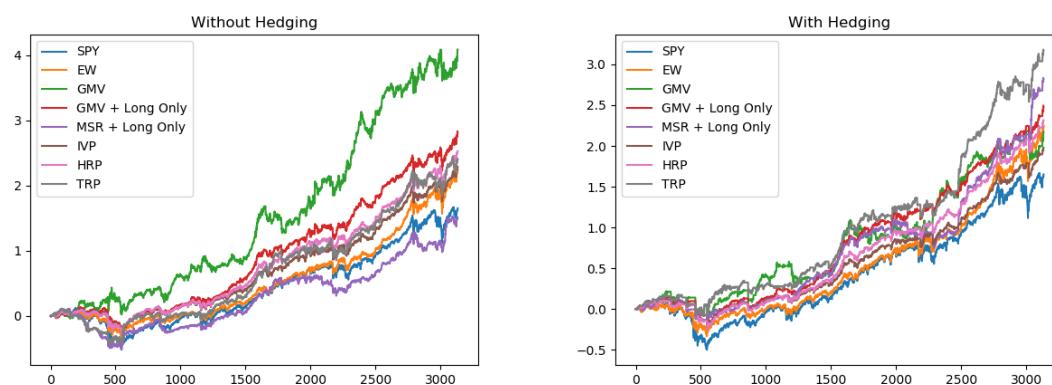 Without Hedging
SPY
EW
GMV
GMV + Long Only
MSR + Long Only
IVP
HRP
TRP
4
3
2
1
0
0
500
1000
1500
2000
2500
3000
With Hedging
SPY
EW
GMV
GMV + Long Only
MSR + Long Only
IVP
HRP
TRP
3.0
2.5
2.0
1.5
1.0
0.5
0.0
−0.5
0
500
1000
1500
2000
2500
3000